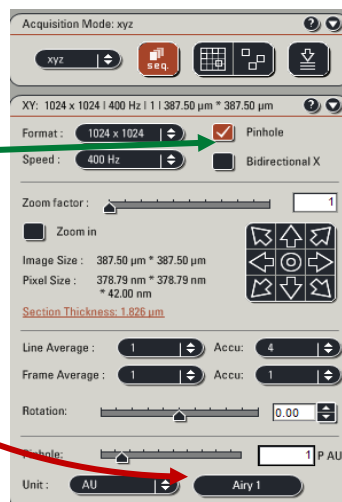 Acquisition Mode: xyz
xyz
seq.
XY: 1024 x 1024 | 400 Hz | 1 | 387.50 µm * 387.50 µm
Format : 1024 x 1024 Pinhole
Speed : 400 Hz Bidirectional X
Zoom factor : 1
Zoom in
Image Size : 387.50 µm * 387.50 µm
Pixel Size : 378.79 nm * 378.79 nm
* 42.00 nm
Section Thickness: 1.826 µm
Line Average : 1 Accu: 4
Frame Average : 1 Accu: 1
Rotation: 0.00
Pinhole: 1 P AU
Unit : AU Airy 1